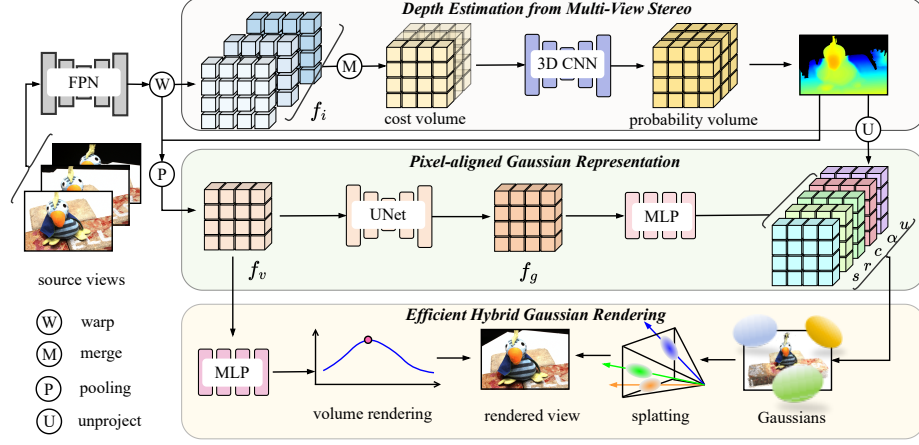 Depth Estimation from Multi-View Stereo
FPN
W
f_i
M
cost volume
3D CNN
probability volume
U
P
Pixel-aligned Gaussian Representation
source views
f_v
UNet
f_g
MLP
s r c α u
Efficient Hybrid Gaussian Rendering
W warp
M merge
P pooling
U unproject
MLP
volume rendering
rendered view
splatting
Gaussians